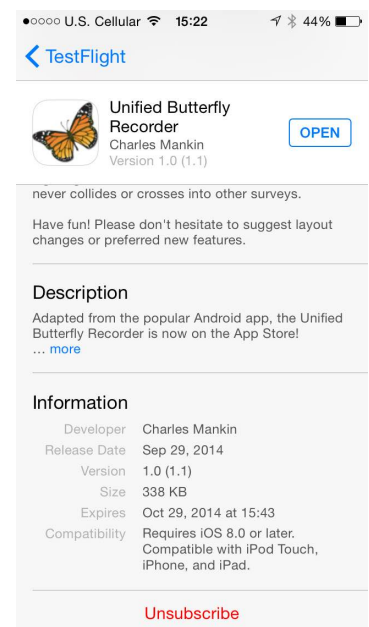 U.S. Cellular 15:22 44%
TestFlight
Unified Butterfly
Recorder
Charles Mankin
Version 1.0 (1.1)
OPEN
never collides or crosses into other surveys.
Have fun! Please don't hesitate to suggest layout
changes or preferred new features.
Description
Adapted from the popular Android app, the Unified
Butterfly Recorder is now on the App Store!
... more
Information
Developer Charles Mankin
Release Date Sep 29, 2014
Version 1.0 (1.1)
Size 338 KB
Expires Oct 29, 2014 at 15:43
Compatibility Requires iOS 8.0 or later.
Compatible with iPod Touch,
iPhone, and iPad.
Unsubscribe